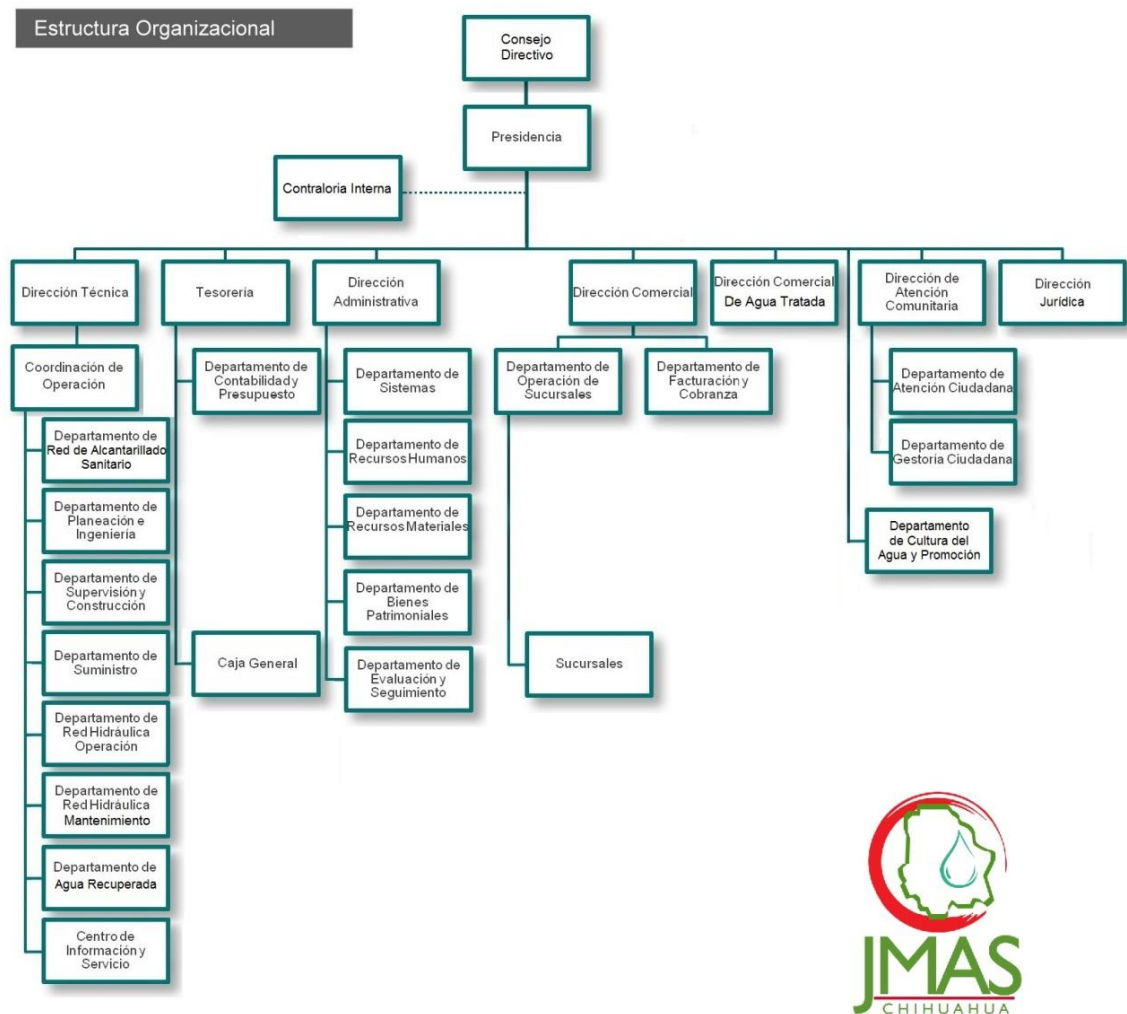 Estructura Organizacional
Consejo
Directivo
Presidencia
Contraloria Interna
Dirección Técnica
Tesorería
Dirección
Administrativa
Dirección Comercial
Dirección Comercial
De Agua Tratada
Dirección de
Atención
Comunitaria
Dirección
Jurídica
Coordinación de
Operación
Departamento de
Red de Alcantarillado
Sanitario
Departamento de
Planeación e
Ingeniería
Departamento de
Supervisión y
Construcción
Departamento de
Suministro
Departamento de
Red Hidráulica
Operación
Departamento de
Red Hidráulica
Mantenimiento
Departamento de
Agua Recuperada
Centro de
Información y
Servicio
Departamento de
Contabilidad y
Presupuesto
Caja General
Departamento de
Sistemas
Departamento de
Recursos Humanos
Departamento de
Recursos Materiales
Departamento de
Bienes
Patrimoniales
Departamento de
Evaluación y
Seguimiento
Departamento de
Operación de
Sucursales
Departamento de
Facturación y
Cobranza
Sucursales
Departamento de
Atención Ciudadana
Departamento de
Gestoría Ciudadana
Departamento
de Cultura del
Agua y Promoción
JMAS
CHIHUAHUA